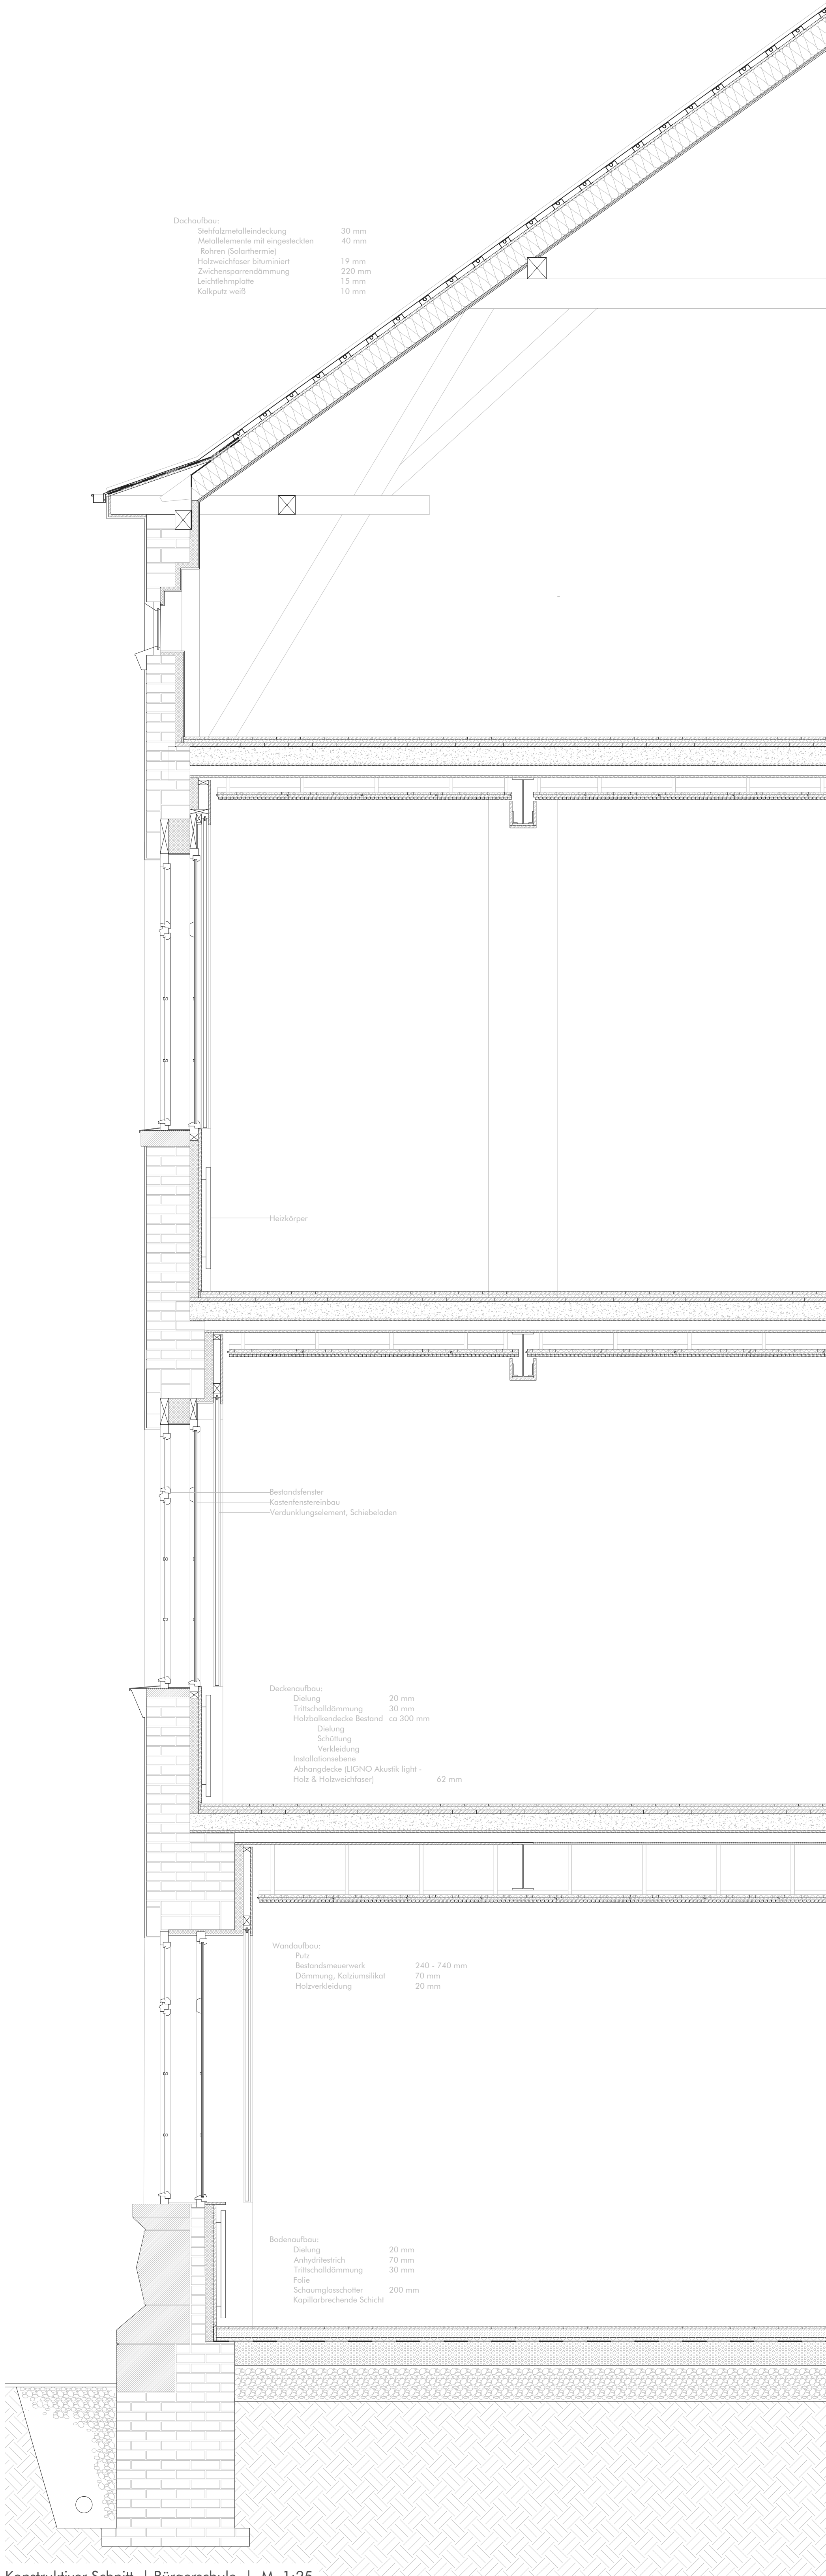 Dachaufbau:
Stehfalzmetalleindeckung 30 mm
Metallelemente mit eingesteckten 40 mm
Rohren (Solarthermie)
Holzweichfaser bituminiert 19 mm
Zwichensparrendämmung 220 mm
Leichtlehmplatte 15 mm
Kalkputz weiß 10 mm
Heizkörper
Bestandsfenster
Kastenfenstereinbau
Verdunklungselement, Schiebeladen
Deckenaufbau:
Dielung 20 mm
Trittschalldämmung 30 mm
Holzbalkendecke Bestand ca 300 mm
Dielung
Schüttung
Verkleidung
Installationsebene
Abhangdecke (LIGNO Akustik light -
Holz & Holzweichfaser) 62 mm
Wandaufbau:
Putz
Bestandsmeuerwerk 240 - 740 mm
Dämmung, Kalziumsilikat 70 mm
Holzverkleidung 20 mm
Bodenaufbau:
Dielung 20 mm
Anhydritestrich 70 mm
Trittschalldämmung 30 mm
Folie
Schaumglasschotter 200 mm
Kapillarbrechende Schicht
Konstruktiver Schnitt | Bürgerschule | M 1:25